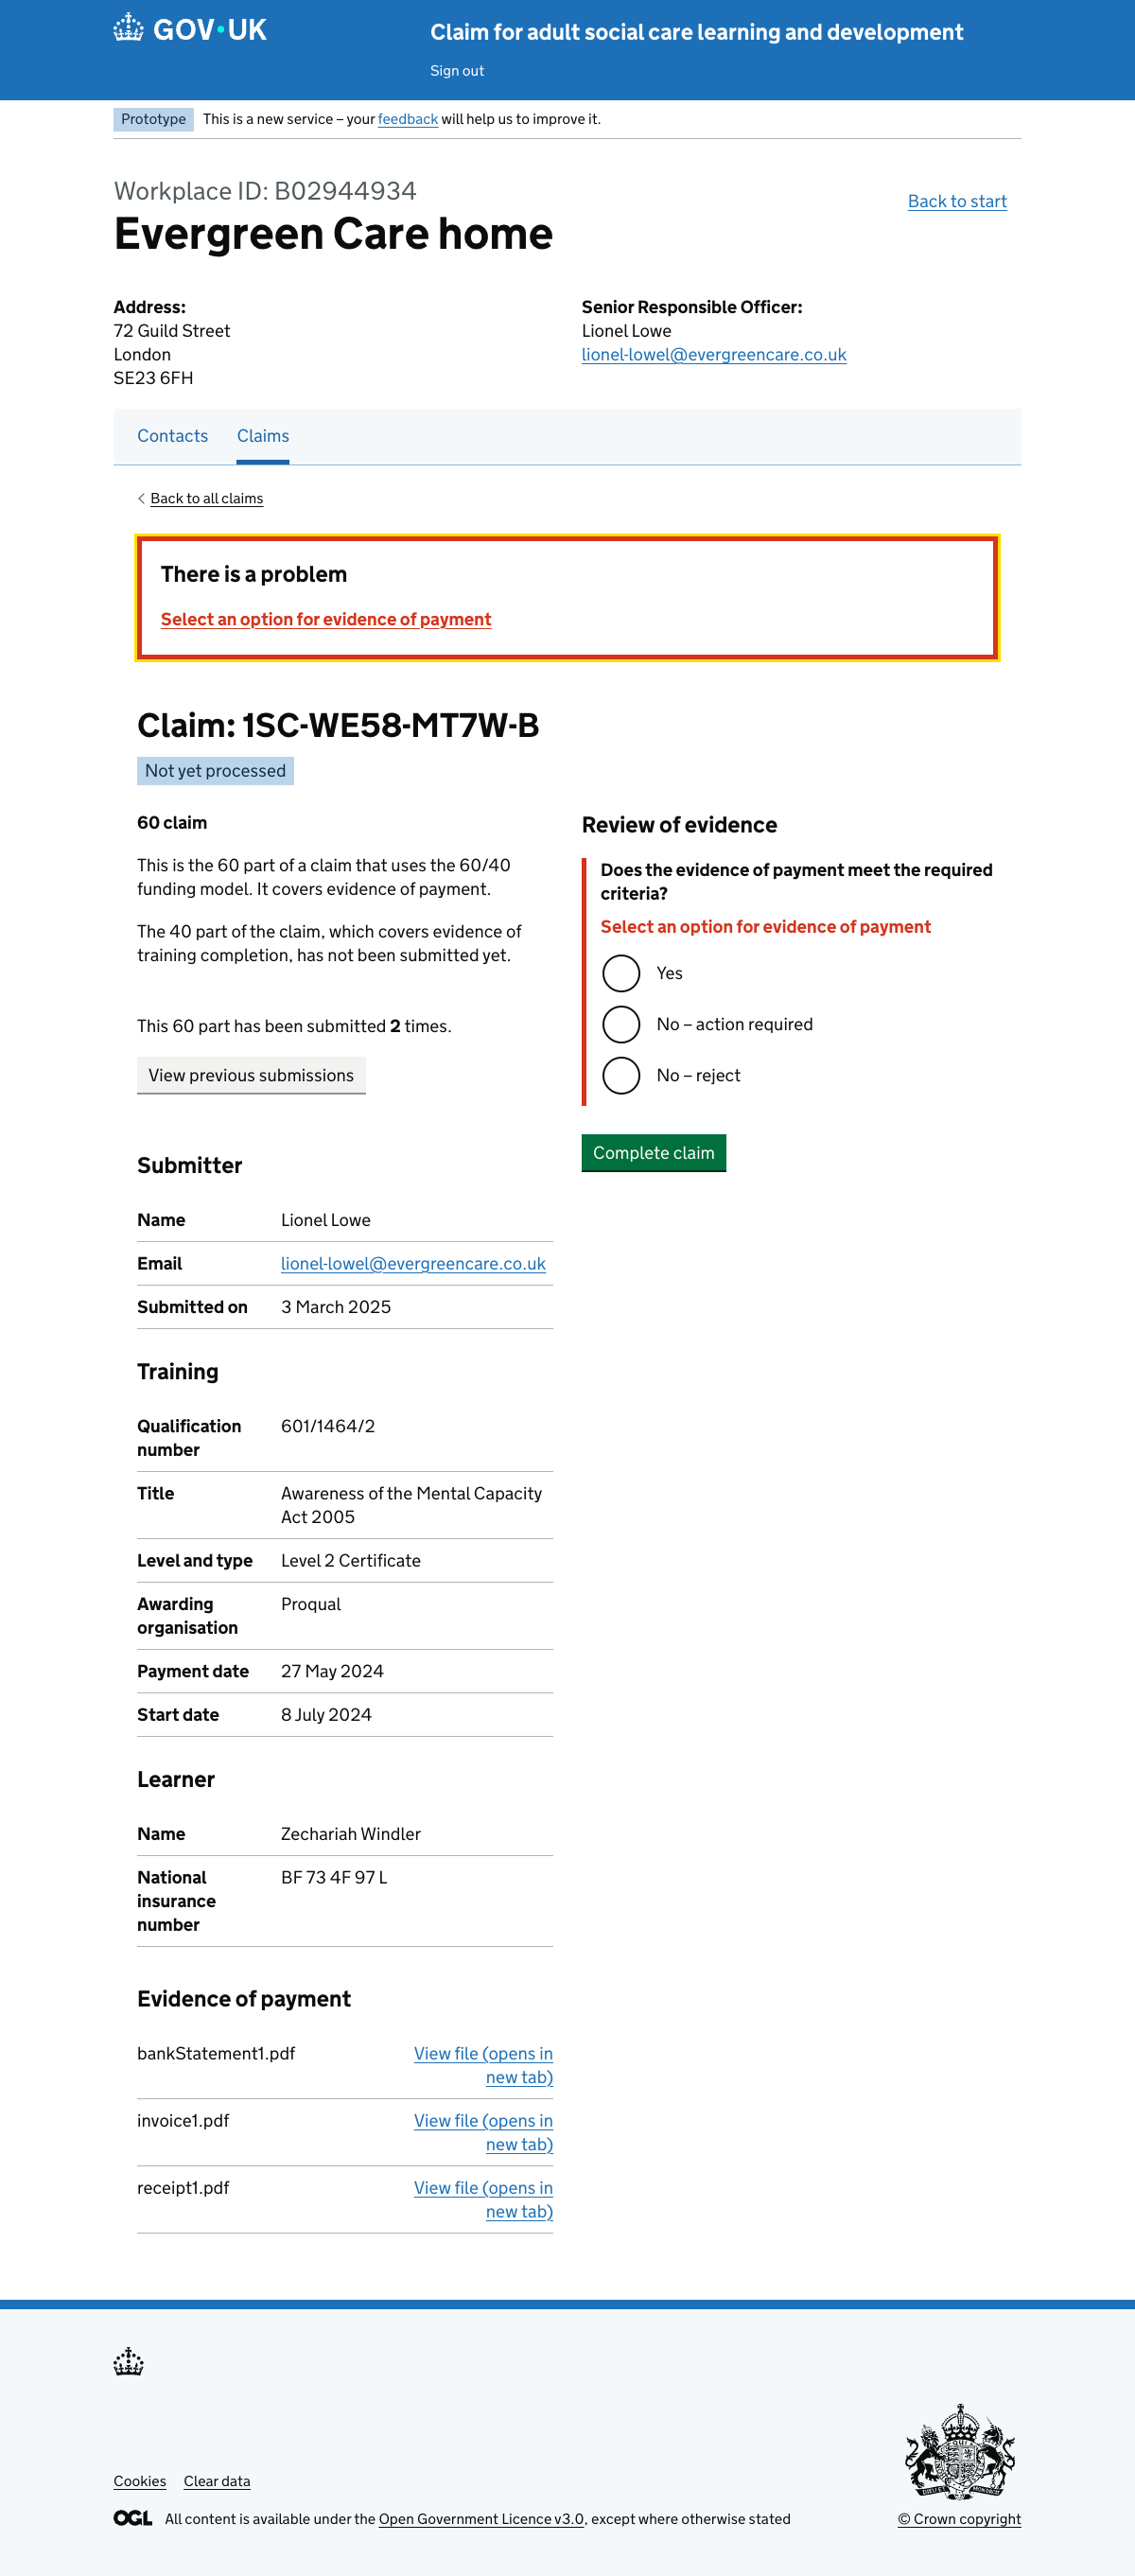 GOV·UK
Claim for adult social care learning and development
Sign out
Prototype This is a new service – your feedback will help us to improve it.
Workplace ID: B02944934
Back to start
Evergreen Care home
Address:
72 Guild Street
London
SE23 6FH
Senior Responsible Officer:
Lionel Lowe
lionel-lowel@evergreencare.co.uk
Contacts Claims
Back to all claims
There is a problem
Select an option for evidence of payment
Claim: 1SC-WE58-MT7W-B
Not yet processed
60 claim
This is the 60 part of a claim that uses the 60/40
funding model. It covers evidence of payment.
The 40 part of the claim, which covers evidence of
training completion, has not been submitted yet.
This 60 part has been submitted 2 times.
View previous submissions
Review of evidence
Does the evidence of payment meet the required
criteria?
Select an option for evidence of payment
Yes
No – action required
No – reject
Complete claim
Submitter
Name Lionel Lowe
Email lionel-lowel@evergreencare.co.uk
Submitted on 3 March 2025
Training
Qualification 601/1464/2
number
Title Awareness of the Mental Capacity
Act 2005
Level and type Level 2 Certificate
Awarding Proqual
organisation
Payment date 27 May 2024
Start date 8 July 2024
Learner
Name Zechariah Windler
National BF 73 4F 97 L
insurance
number
Evidence of payment
bankStatement1.pdf View file (opens in
new tab)
invoice1.pdf View file (opens in
new tab)
receipt1.pdf View file (opens in
new tab)
Cookies Clear data
OGL All content is available under the Open Government Licence v3.0, except where otherwise stated
© Crown copyright